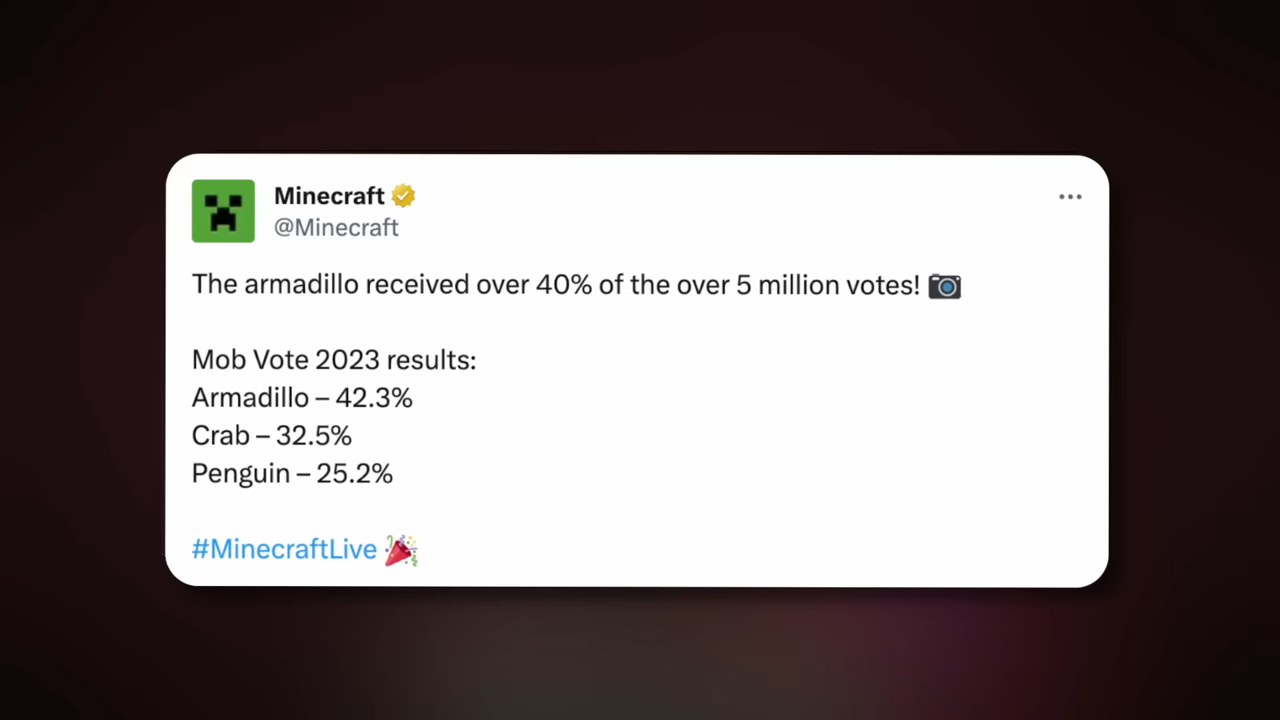 Minecraft
@Minecraft
The armadillo received over 40% of the over 5 million votes! 📷
Mob Vote 2023 results:
Armadillo – 42.3%
Crab – 32.5%
Penguin – 25.2%
#MinecraftLive 🎉